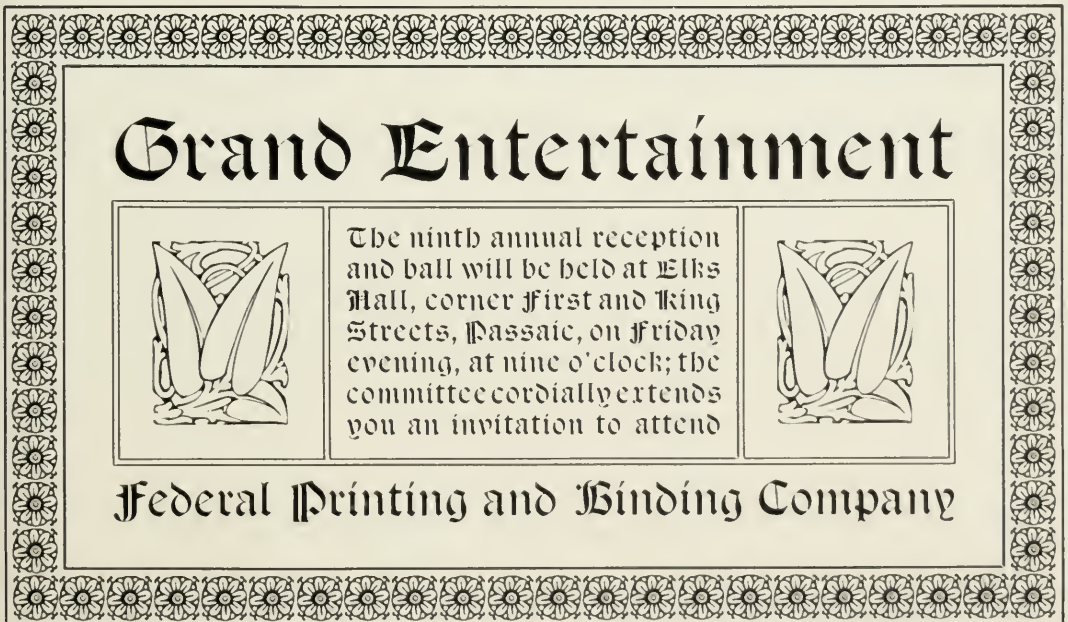 Grand Entertainment
The ninth annual reception
and ball will be held at Elks
Hall, corner First and King
Streets, Passaic, on Friday
evening, at nine o'clock; the
committee cordially extends
you an invitation to attend
Federal Printing and Binding Company